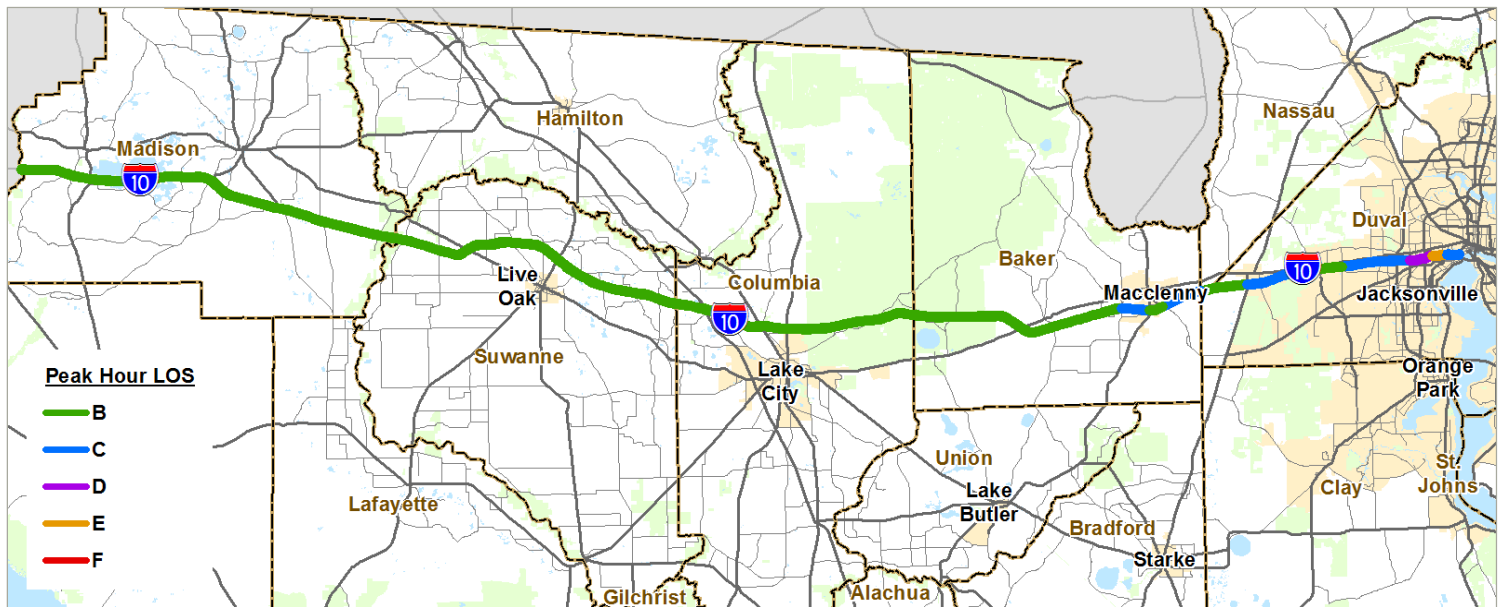 Nassau
Hamilton
Madison
10
Duval
Baker
10
Live
Oak
Columbia
Macclenny
Jacksonville
10
Suwanne
Peak Hour LOS
Lake
City
Orange
Park
B
C
Union
St.
Johns
D
Lafayette
Lake
Butler
Clay
E
Bradford
F
Starke
Gilchrist
Alachua